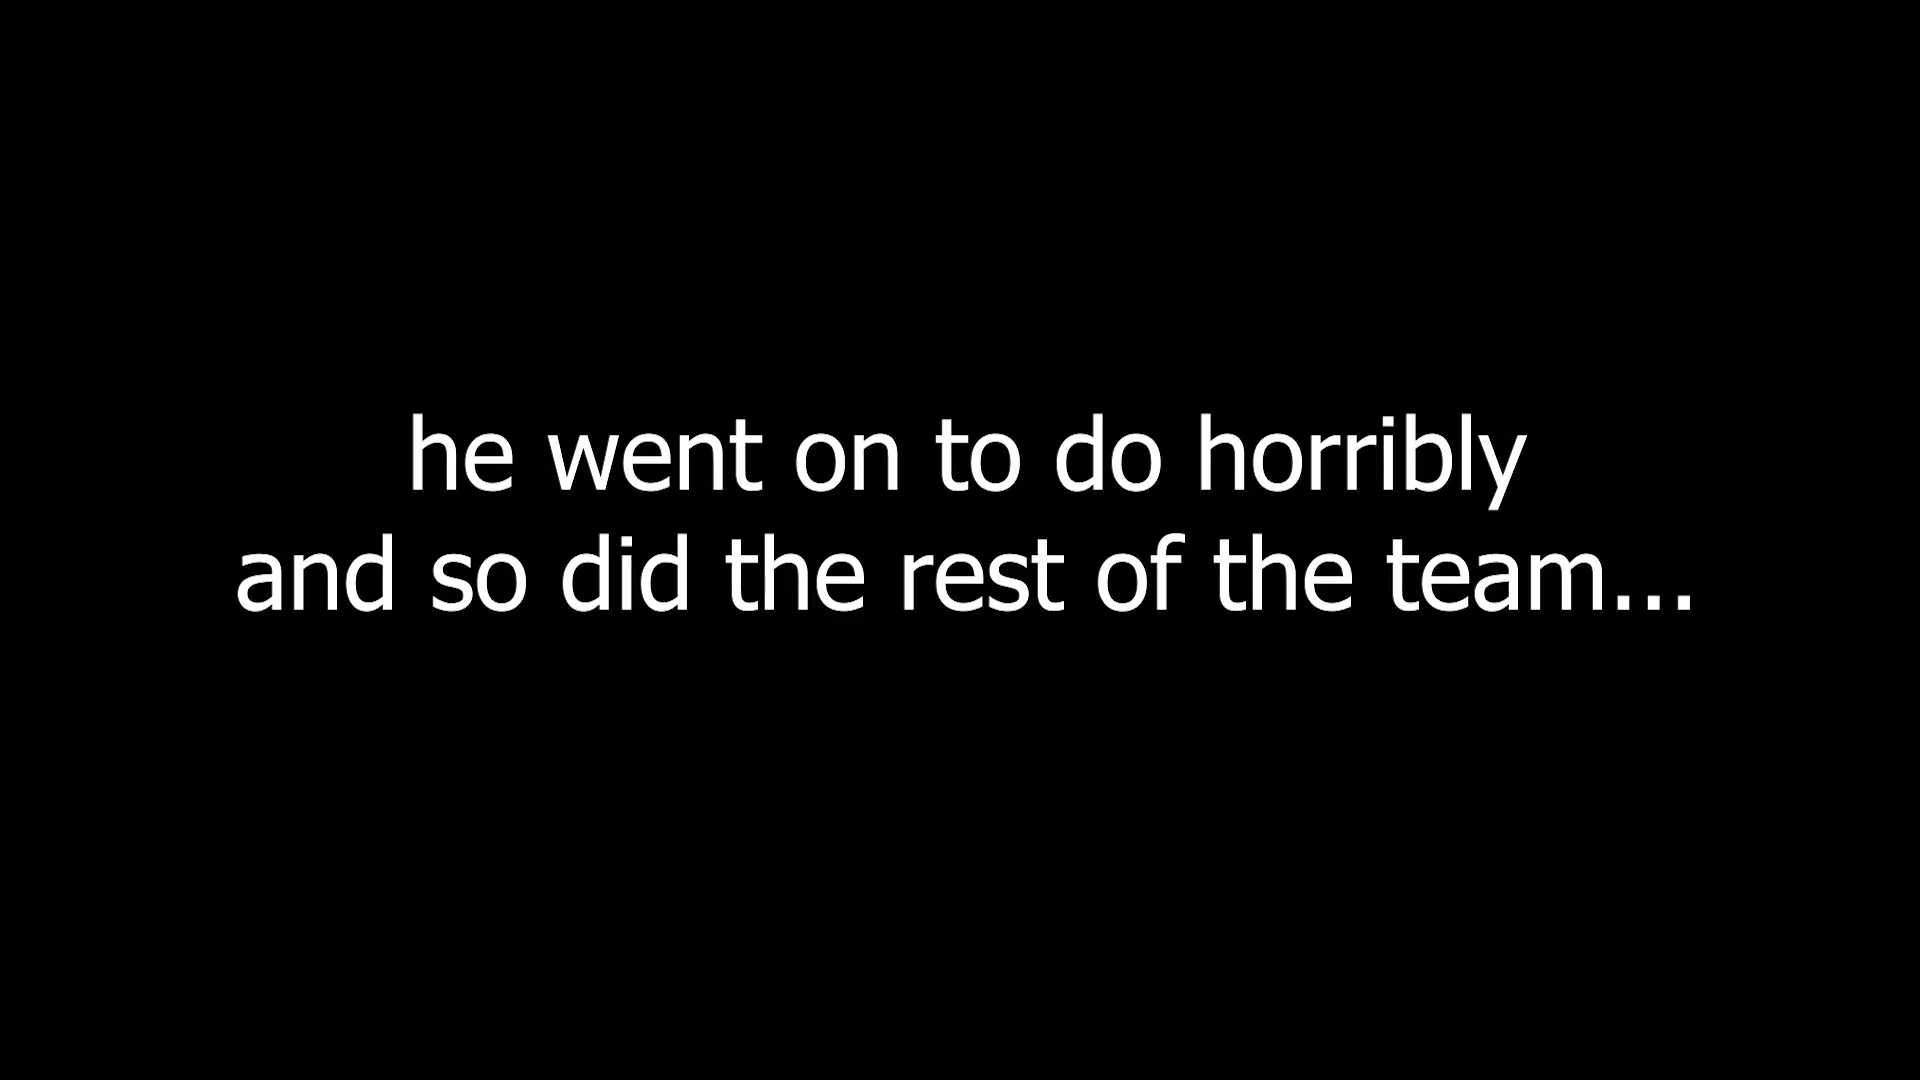 he went on to do horribly
and so did the rest of the team...